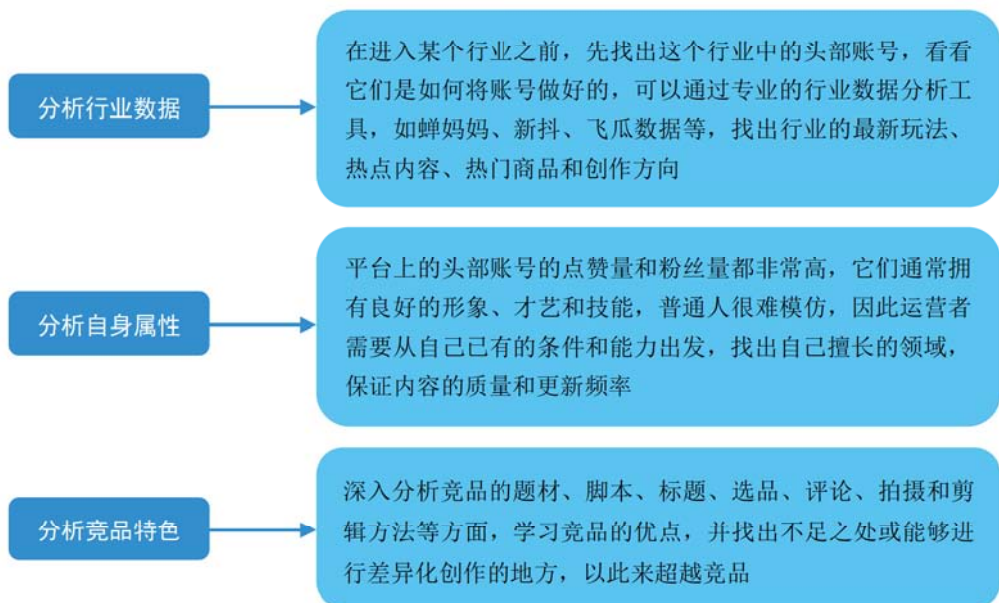 分析行业数据
在进入某个行业之前，先找出这个行业中的头部账号，看看
它们是如何将账号做好的，可以通过专业的行业数据分析工
具，如蝉妈妈、新抖、飞瓜数据等，找出行业的最新玩法、
热点内容、热门商品和创作方向
分析自身属性
平台上的头部账号的点赞量和粉丝量都非常高，它们通常拥
有良好的形象、才艺和技能，普通人很难模仿，因此运营者
需要从自己已有的条件和能力出发，找出自己擅长的领域，
保证内容的质量和更新频率
分析竞品特色
深入分析竞品的题材、脚本、标题、选品、评论、拍摄和剪
辑方法等方面，学习竞品的优点，并找出不足之处或能够进
行差异化创作的地方，以此来超越竞品